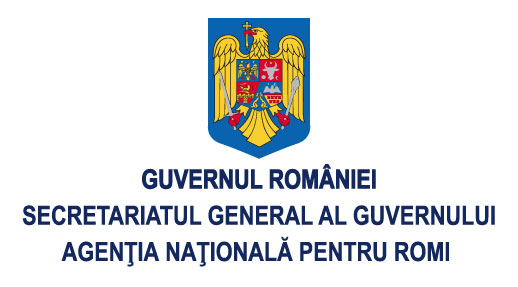 GUVERNUL ROMÂNIEI
SECRETARIATUL GENERAL AL GUVERNULUI
AGENŢIA NAŢIONALĂ PENTRU ROMI